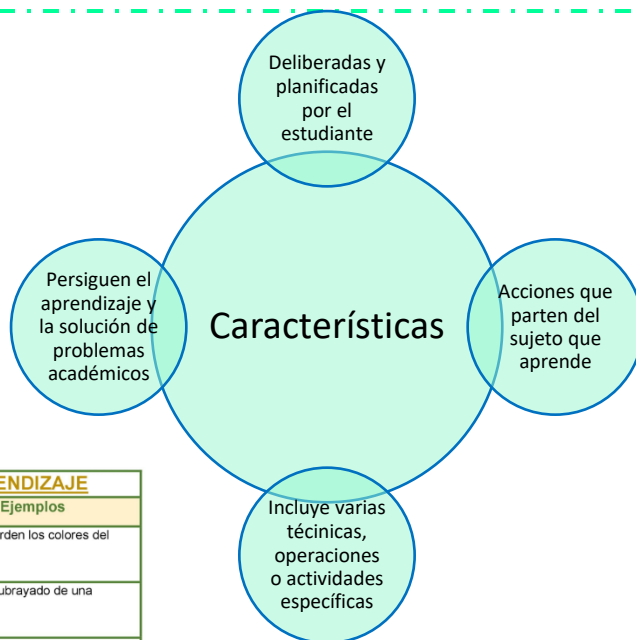 Deliberadas y
planificadas
por el
estudiante
Persiguen el
aprendizaje y
la solución de
problemas
académicos
Característicias
Acciones que
parten del
sujeto que
aprende
Incluye varias
técinicas,
operaciones
o actividades
específicas
ENDIZAJE
Ejemplos
rden los colores del
ubrayado de una